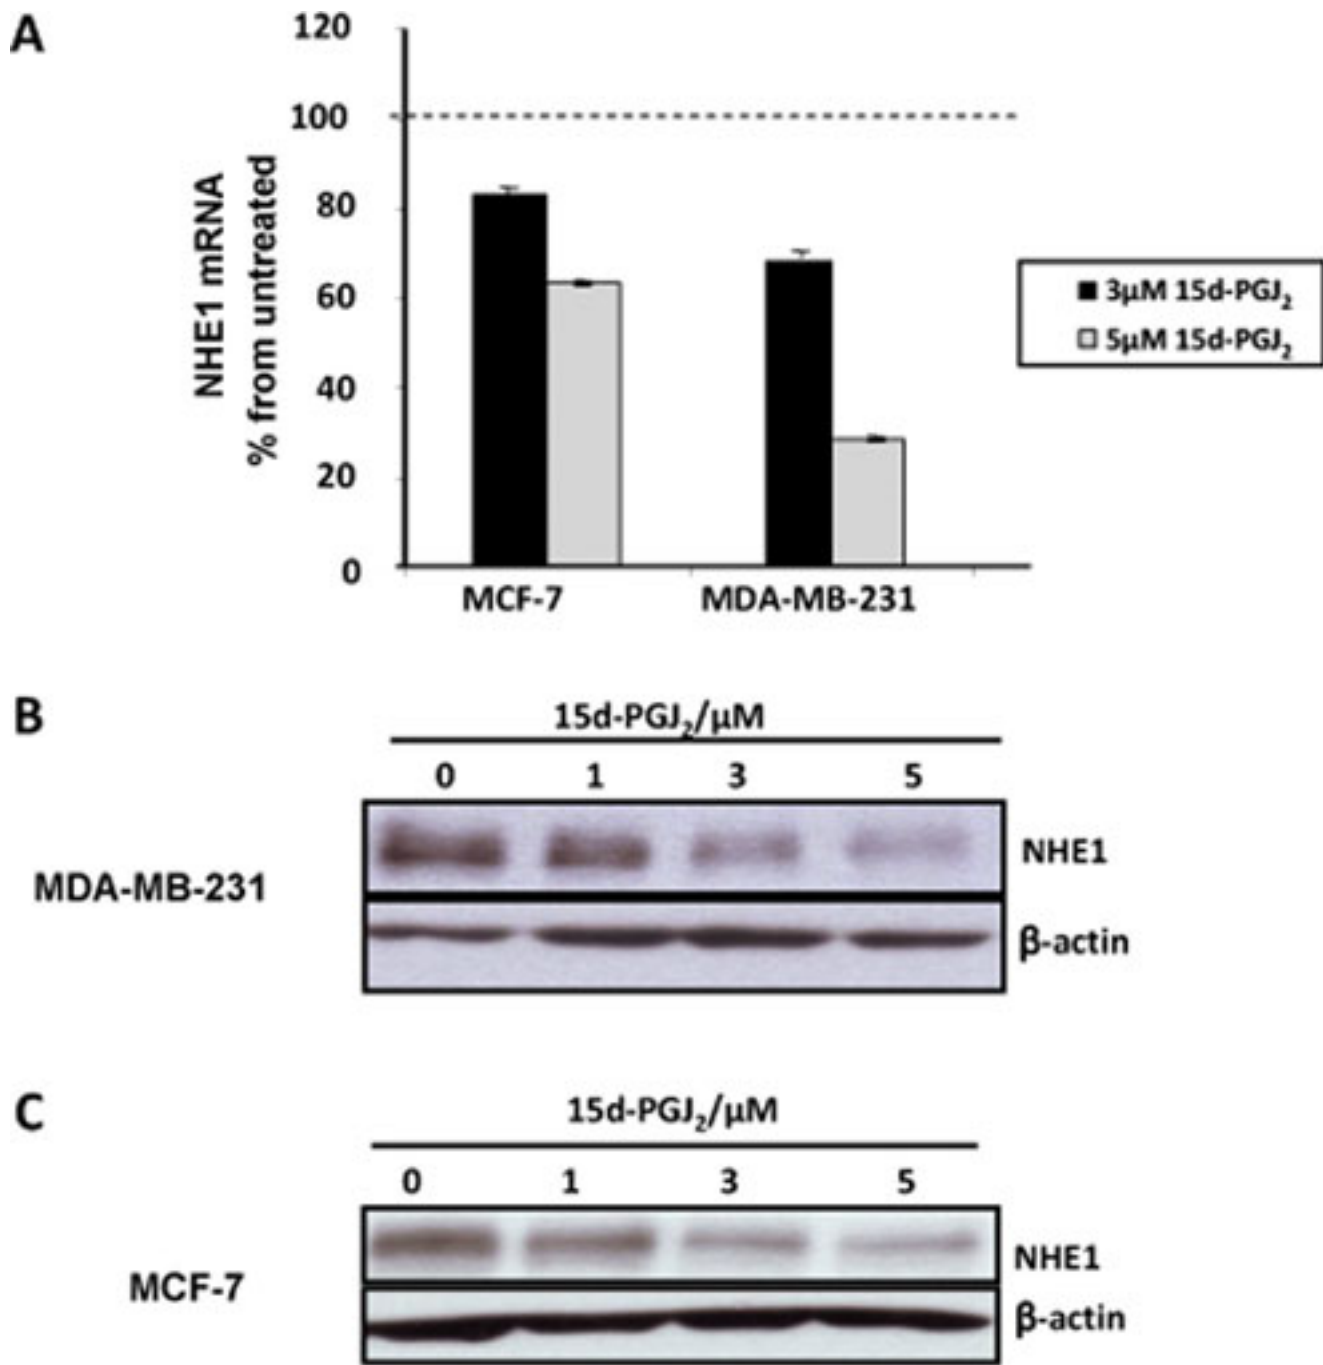 A
120
100
80
60
40
20
0
NHE1 mRNA
% from untreated
MCF-7 MDA-MB-231
3µM 15d-PGJ₂
5µM 15d-PGJ₂
B
15d-PGJ₂/µM
0 1 3 5
MDA-MB-231
NHE1
β-actin
C
15d-PGJ₂/µM
0 1 3 5
MCF-7
NHE1
β-actin